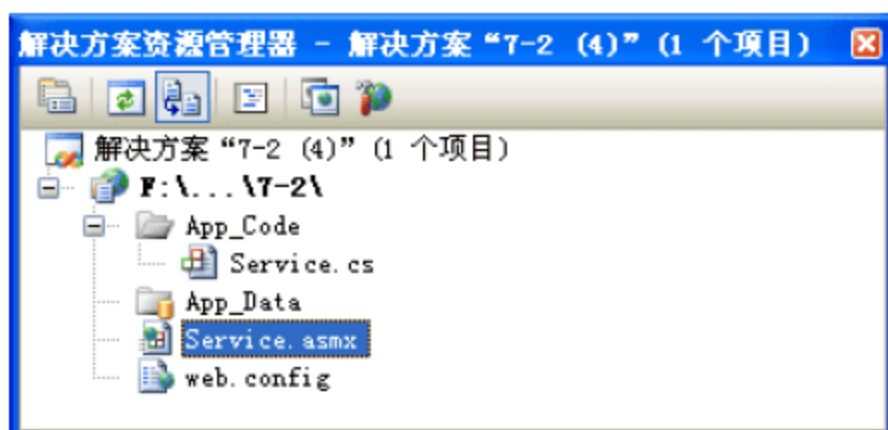 解决方案资源管理器 - 解决方案“7-2 (4)”(1 个项目)
解决方案“7-2 (4)”(1 个项目)
F:\...\7-2\
App_Code
Service.cs
App_Data
Service.asmx
web.config